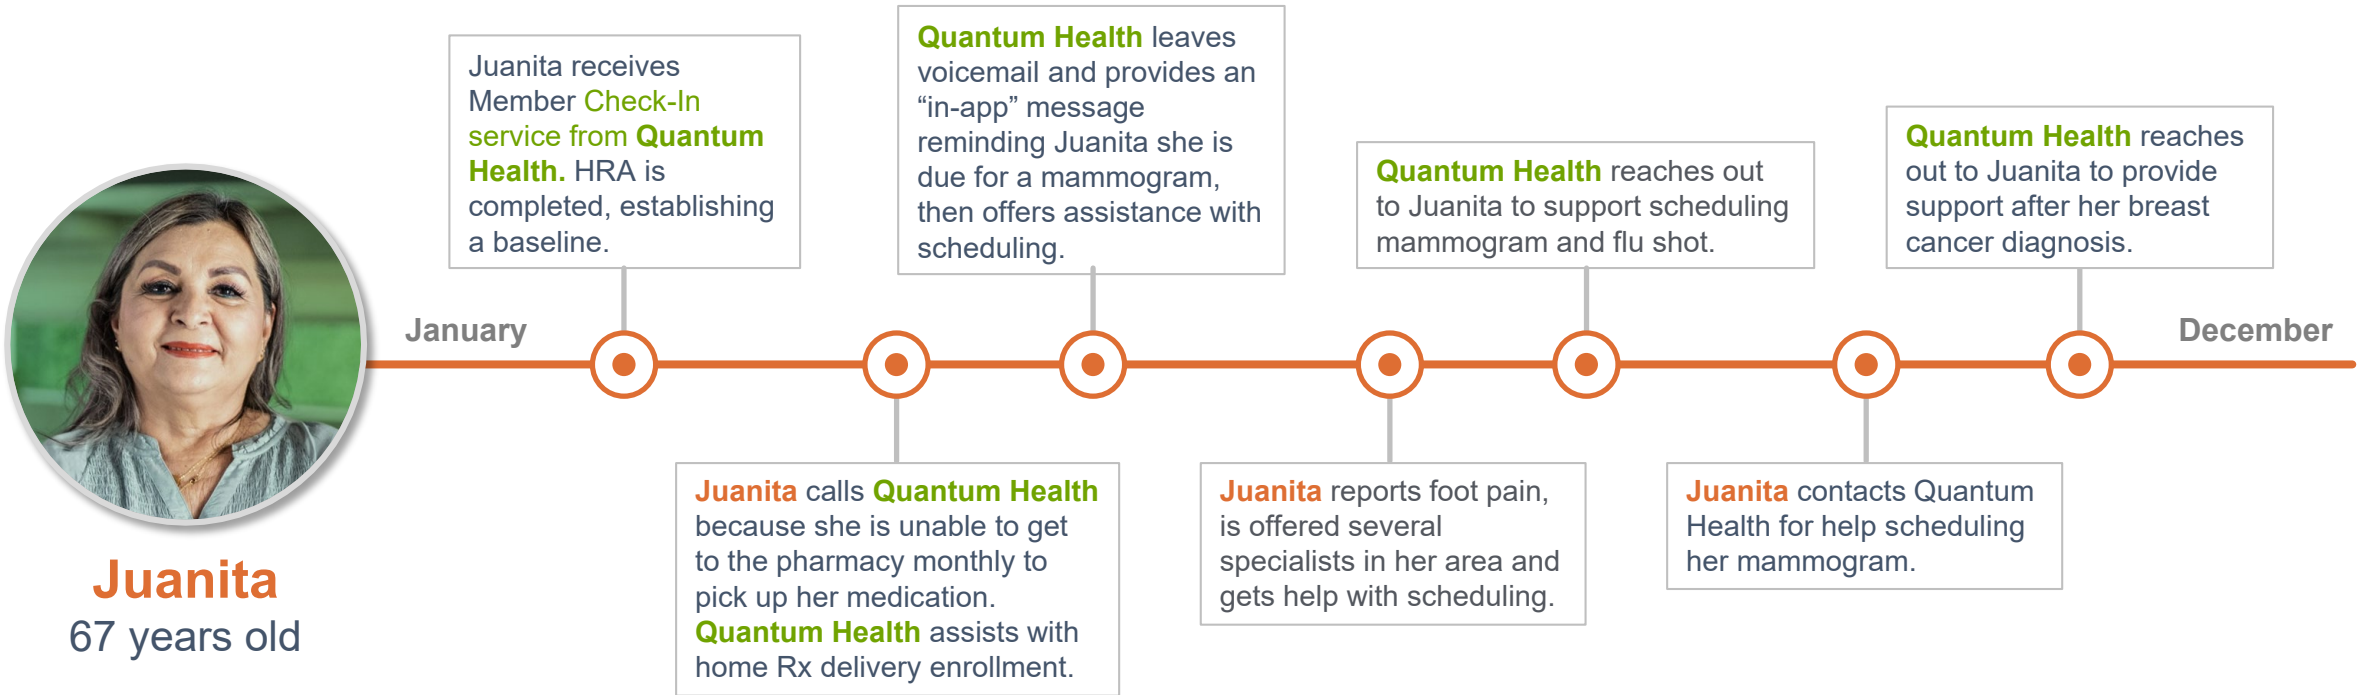 Juanita
67 years old
January
Juanita receives
Member Check-In
service from Quantum
Health. HRA is
completed, establishing
a baseline.
Juanita calls Quantum Health
because she is unable to get
to the pharmacy monthly to
pick up her medication.
Quantum Health assists with
home Rx delivery enrollment.
Quantum Health leaves
voicemail and provides an
“in-app” message
reminding Juanita she is
due for a mammogram,
then offers assistance with
scheduling.
Juanita reports foot pain,
is offered several
specialists in her area and
gets help with scheduling.
Quantum Health reaches out
to Juanita to support scheduling
mammogram and flu shot.
Juanita contacts Quantum
Health for help scheduling
her mammogram.
Quantum Health reaches
out to Juanita to provide
support after her breast
cancer diagnosis.
December